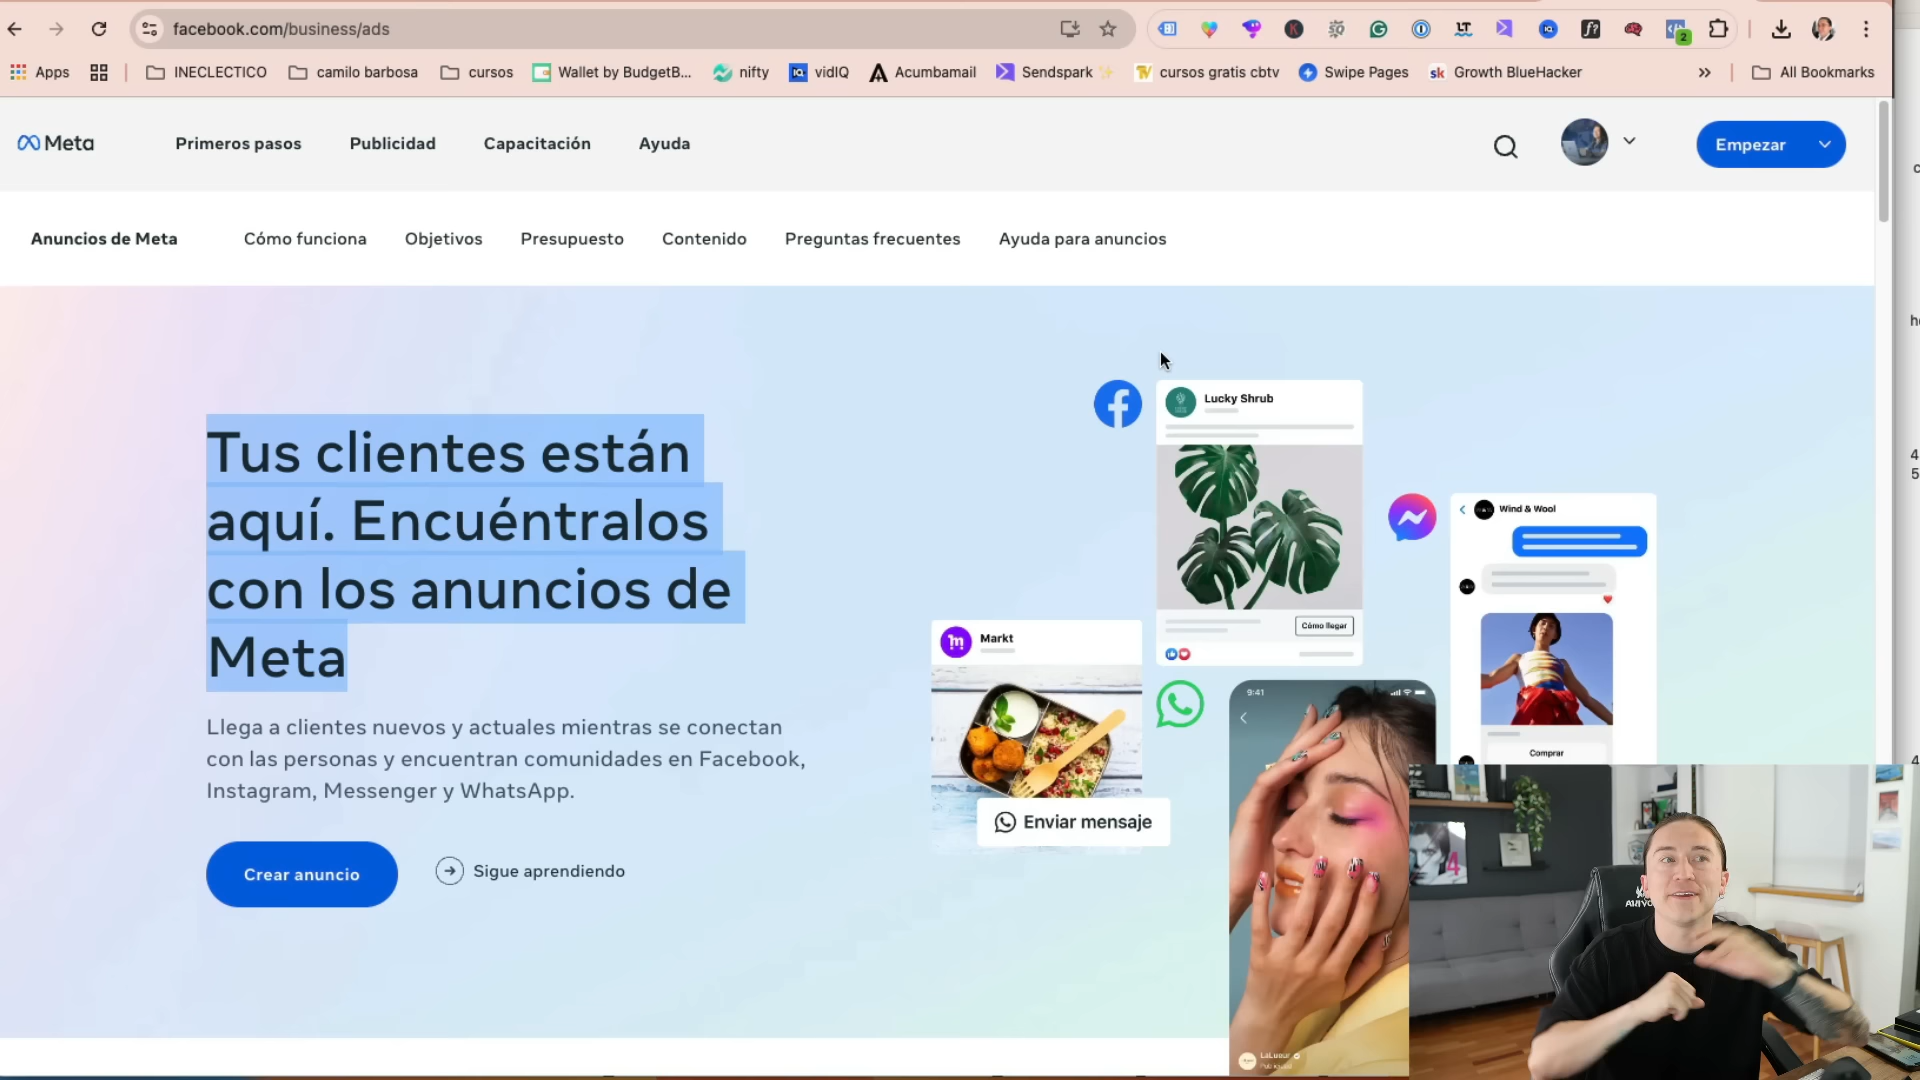 facebook.com/business/ads
Apps
INECLECTICO
camilo barbosa
cursos
Wallet by BudgetB...
nifty
vidIQ
Acumbamail
Sendspark
cursos gratis cbtv
Swipe Pages
Growth BlueHacker
All Bookmarks
Meta
Primeros pasos
Publicidad
Capacitación
Ayuda
Empezar
Anuncios de Meta
Cómo funciona
Objetivos
Presupuesto
Contenido
Preguntas frecuentes
Ayuda para anuncios
Tus clientes están
aquí. Encuéntralos
con los anuncios de
Meta
Llega a clientes nuevos y actuales mientras se conectan
con las personas y encuentran comunidades en Facebook,
Instagram, Messenger y WhatsApp.
Crear anuncio
Sigue aprendiendo
Lucky Shrub
Cómo llegar
Wind & Wool
Comprar
Markt
Enviar mensaje
9:41
LaLueur